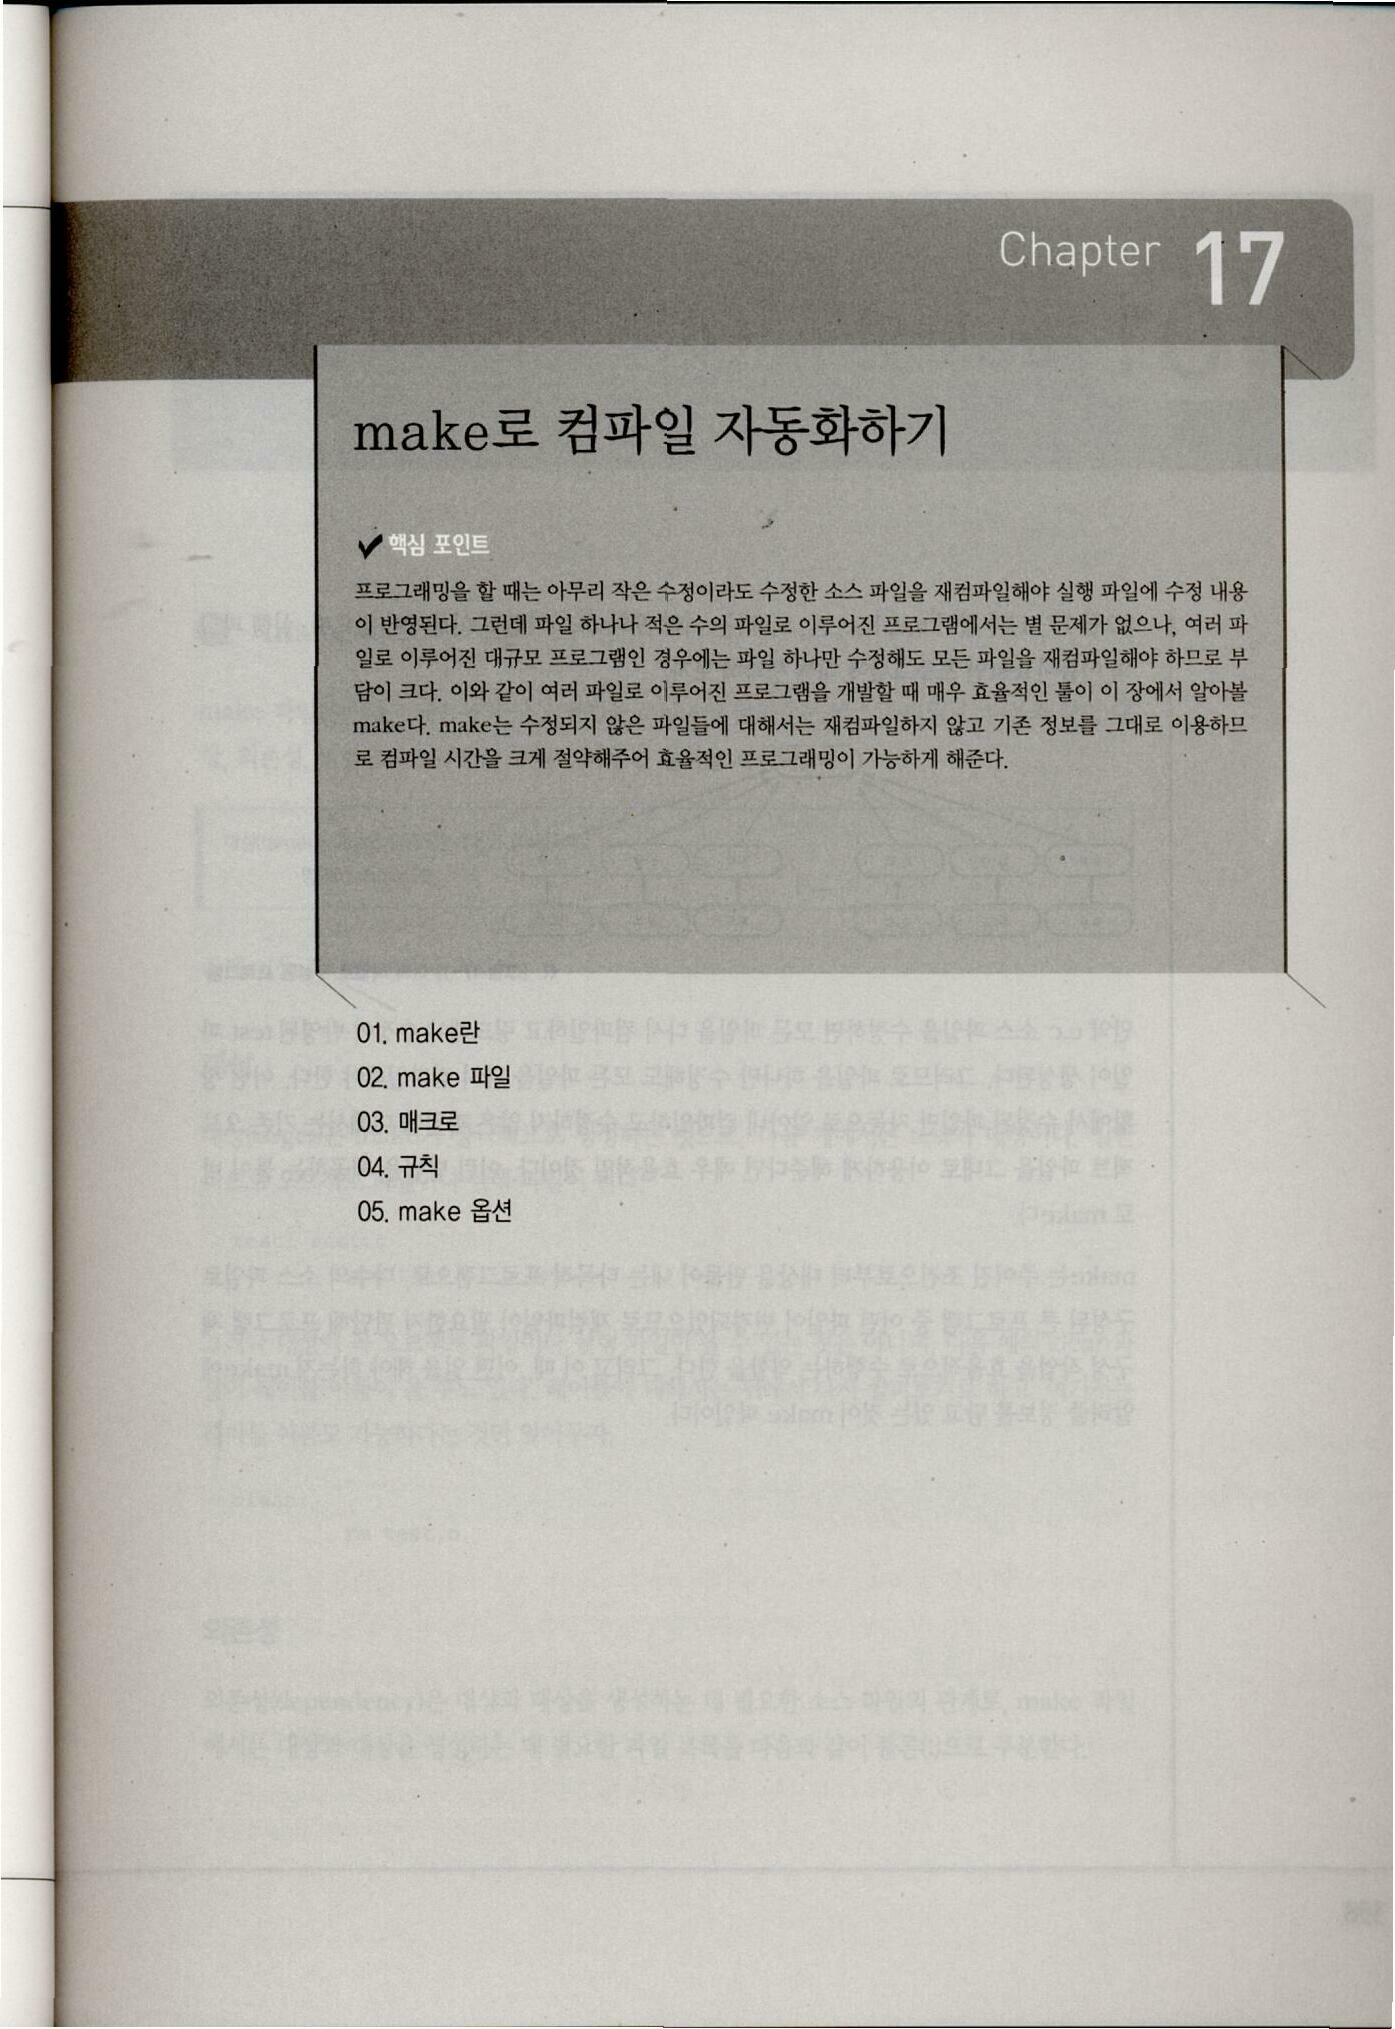 Chapter 17
make로 컴파일 자동화하기
핵심 포인트
프로그래밍을 할 때는 아무리 작은 수정이라도 수정한 소스 파일을 재컴파일해야 실행 파일에 수정 내용
이 반영된다. 그런데 파일 하나나 적은 수의 파일로 이루어진 프로그램에서는 별 문제가 없으나, 여러 파
일로 이루어진 대규모 프로그램인 경우에는 파일 하나만 수정해도 모든 파일을 재컴파일해야 하므로 부
담이 크다. 이와 같이 여러 파일로 이루어진 프로그램을 개발할 때 매우 효율적인 툴이 이 장에서 알아볼
make다. make는 수정되지 않은 파일들에 대해서는 재컴파일하지 않고 기존 정보를 그대로 이용하므
로 컴파일 시간을 크게 절약해주어 효율적인 프로그래밍이 가능하게 해준다.
01. make란
02. make 파일
03. 매크로
04. 규칙
05. make 옵션